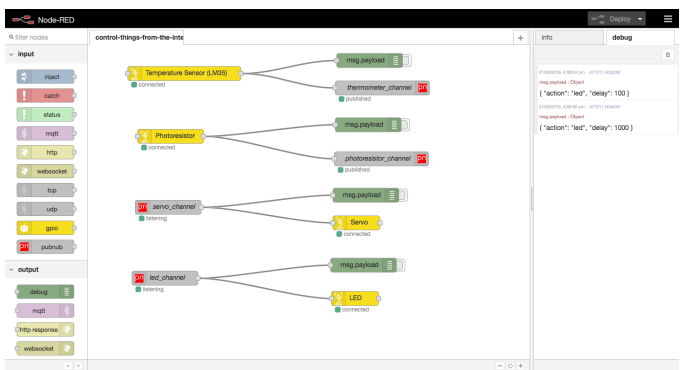 Node-RED
Deploy
filter nodes
control-things-from-the-inte
info
debug
input
inject
catch
status
mqtt
http
websocket
tcp
udp
gpio
pubnub
output
debug
mqtt
http response
websocket
Temperature Sensor (LM35)
connected
msg.payload
thermometer_channel
published
Photoresistor
connected
msg.payload
photoresistor_channel
published
servo_channel
listening
msg.payload
Servo
connected
led_channel
listening
msg.payload
LED
connected
msg.payload : Object
{ "action": "led", "delay": 100 }
msg.payload : Object
{ "action": "led", "delay": 1000 }